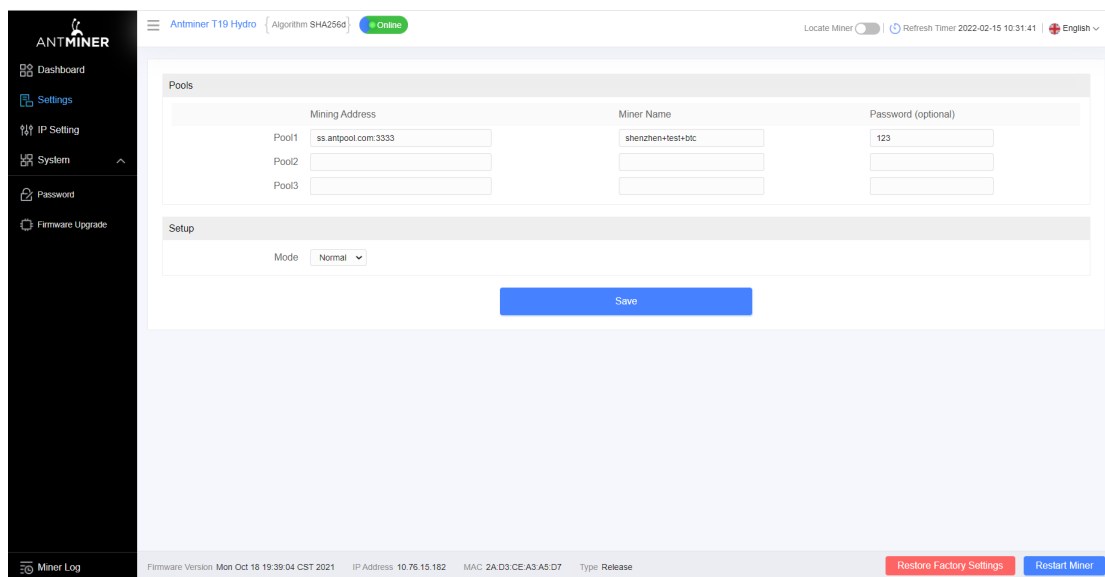 ANTMINER
Antminer T19 Hydro { Algorithm SHA256d } Online
Locate Miner Refresh Timer 2022-02-15 10:31:41 English
Dashboard
Settings
IP Setting
System
Password
Firmware Upgrade
Miner Log
Pools
Mining Address Miner Name Password (optional)
Pool1 ss.antpool.com:3333 shenzhen+test+btc 123
Pool2
Pool3
Setup
Mode Normal
Save
Firmware Version Mon Oct 18 19:39:04 CST 2021 IP Address 10.76.15.182 MAC 2A:D3:CE:A3:A5:D7 Type Release
Restore Factory Settings Restart Miner